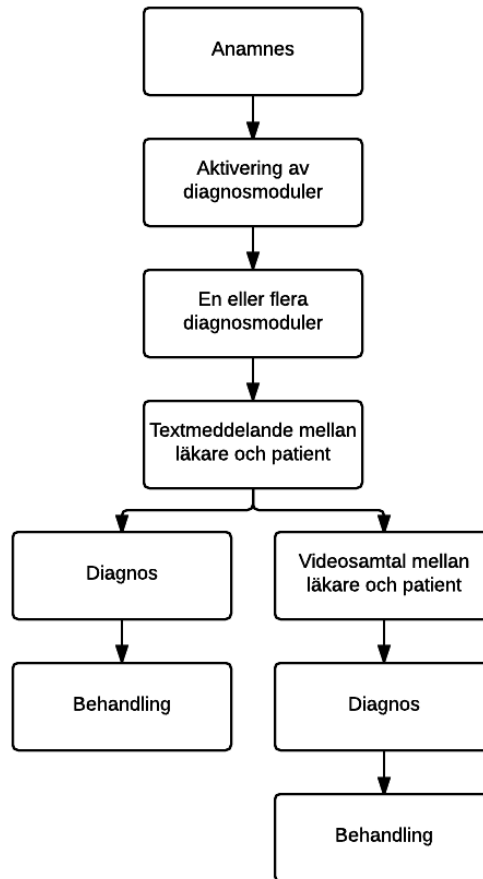 Anamnes
Aktivering av
diagnosmoduler
En eller flera
diagnosmoduler
Textmeddelande mellan
läkare och patient
Diagnos
Videosamtal mellan
läkare och patient
Behandling
Diagnos
Behandling